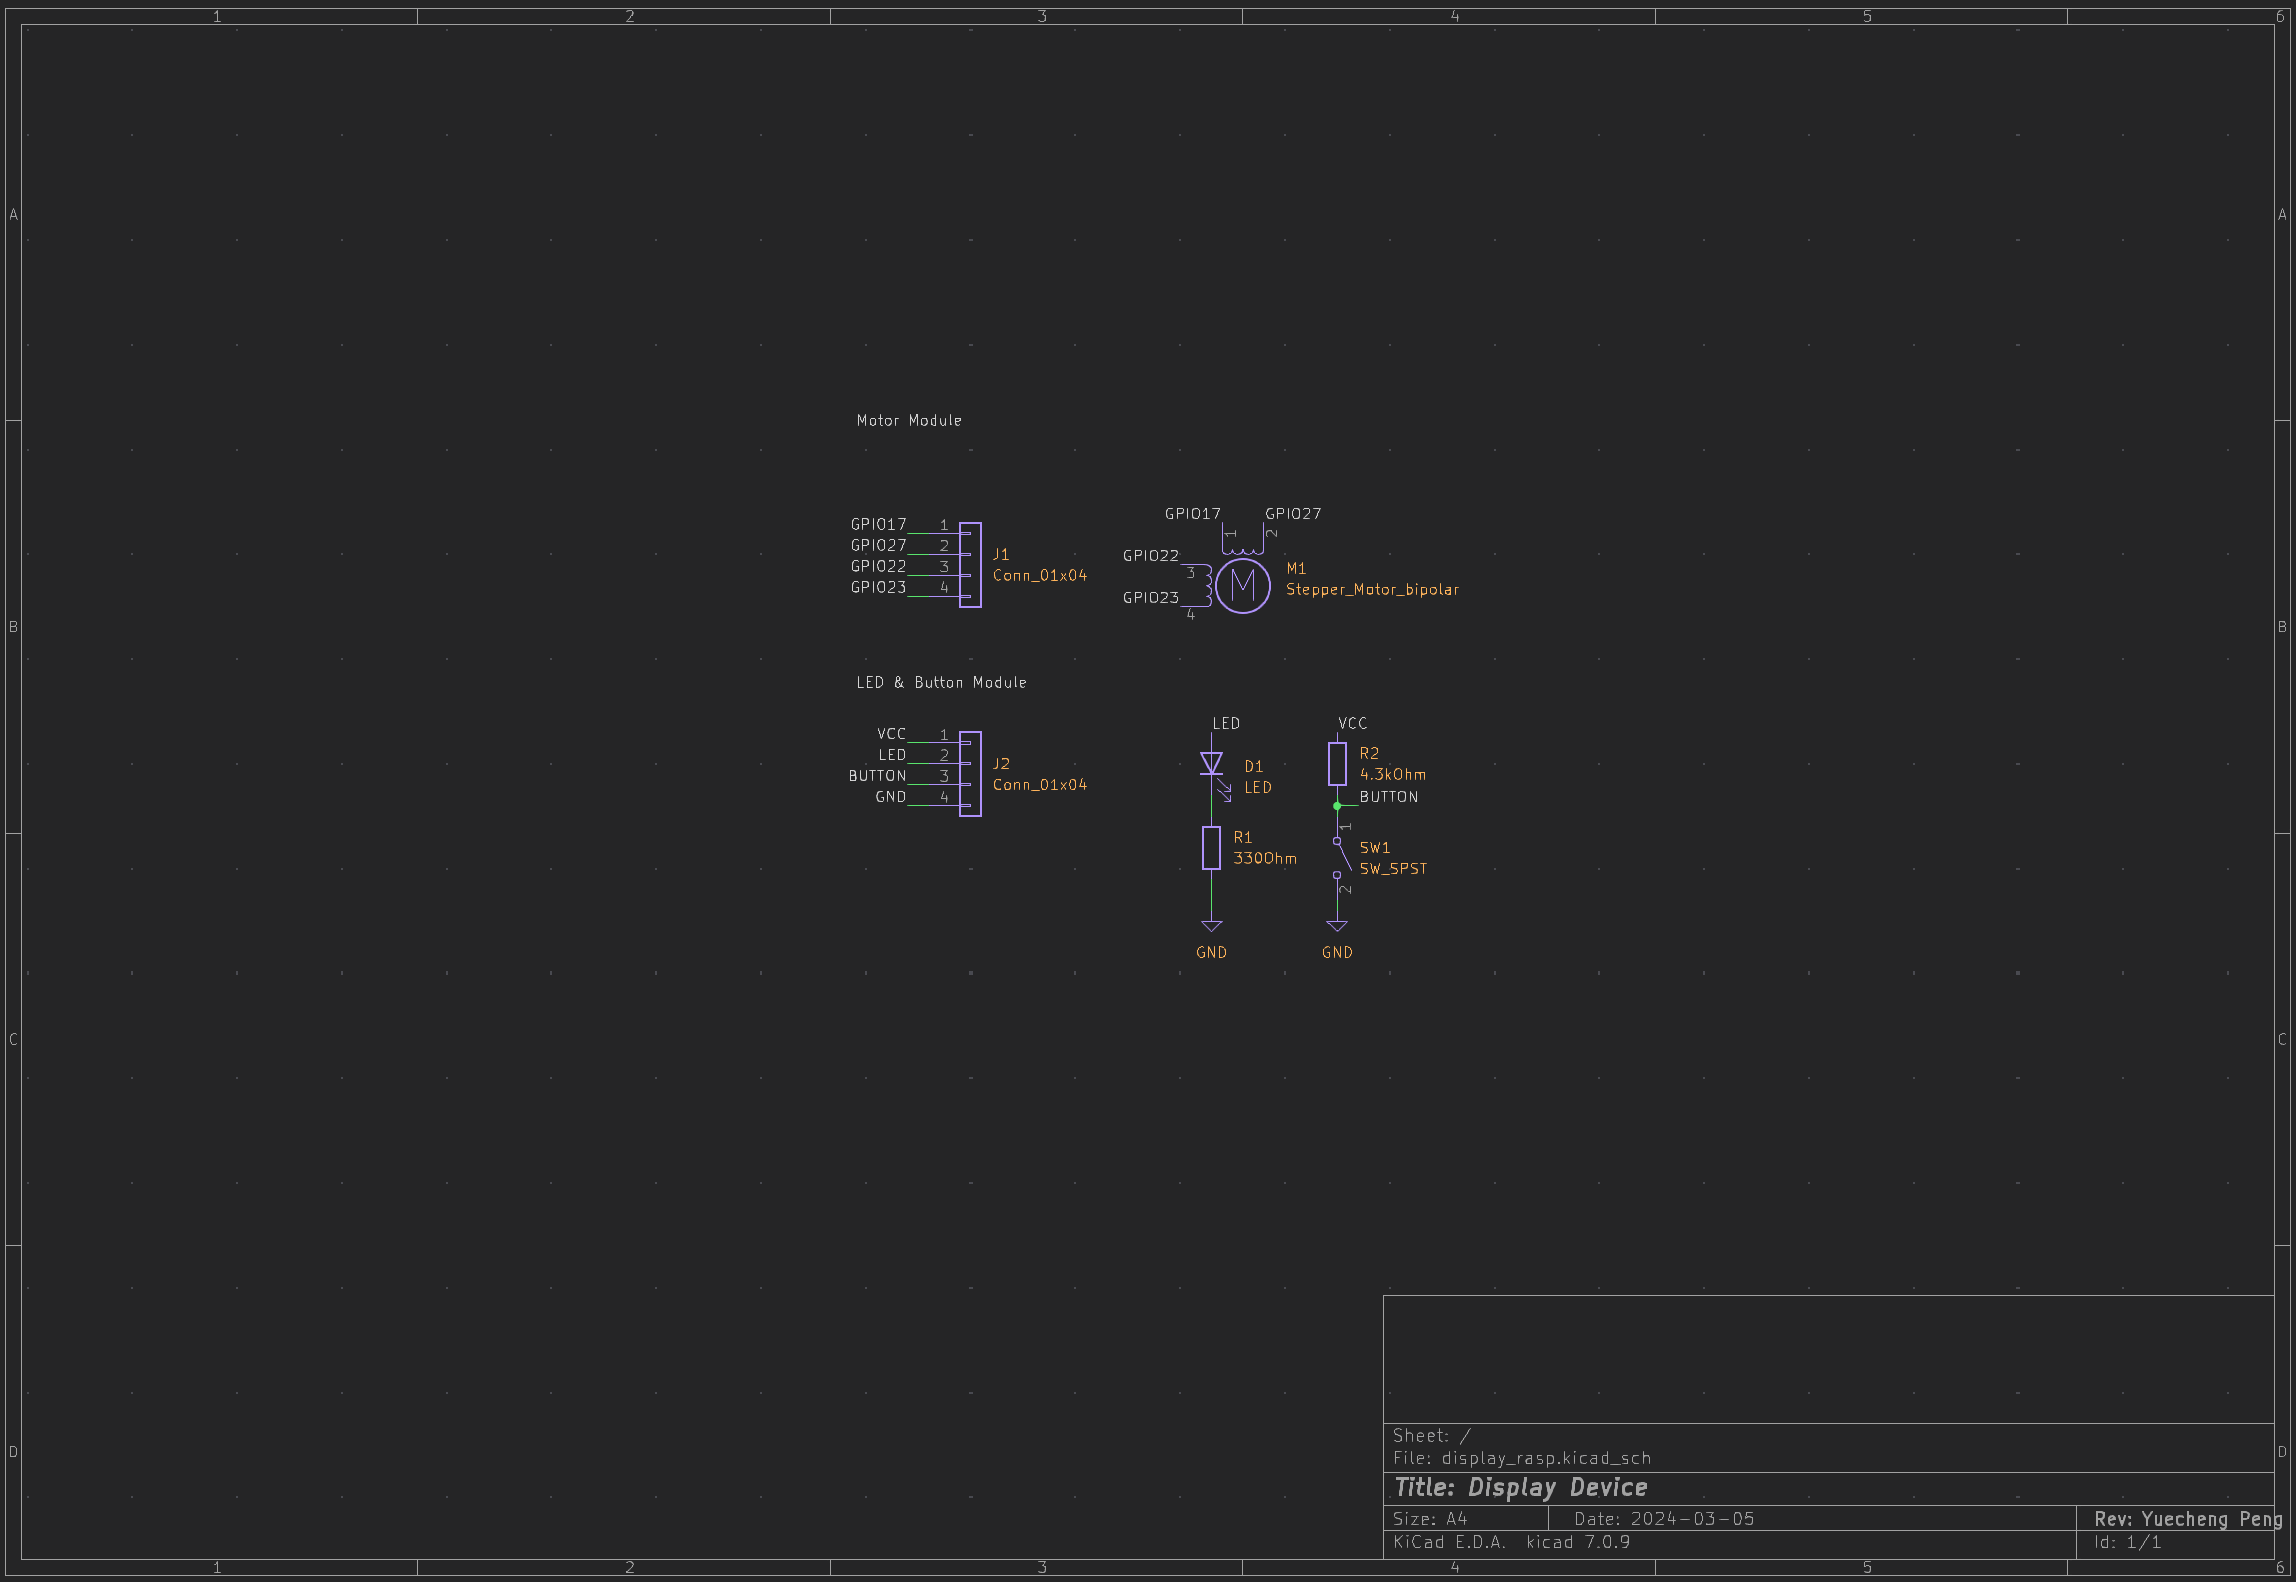 1 2 3 4 5 6
A A
Motor Module
GPIO17 1
GPIO27 2
GPIO22 3
GPIO23 4
J1
Conn_01x04
GPIO17 GPIO27
1 2
GPIO22
3
GPIO23
4
M
M1
Stepper_Motor_bipolar
B B
LED & Button Module
VCC 1
LED 2
BUTTON 3
GND 4
J2
Conn_01x04
LED
D1
LED
R1
330Ohm
GND
VCC
R2
4.3kOhm
BUTTON
1
SW1
SW_SPST
2
GND
C C
D D
Sheet: /
File: display_rasp.kicad_sch
Title: Display Device
Size: A4 Date: 2024-03-05 Rev: Yuecheng Peng
KiCad E.D.A. kicad 7.0.9 Id: 1/1
1 2 3 4 5 6